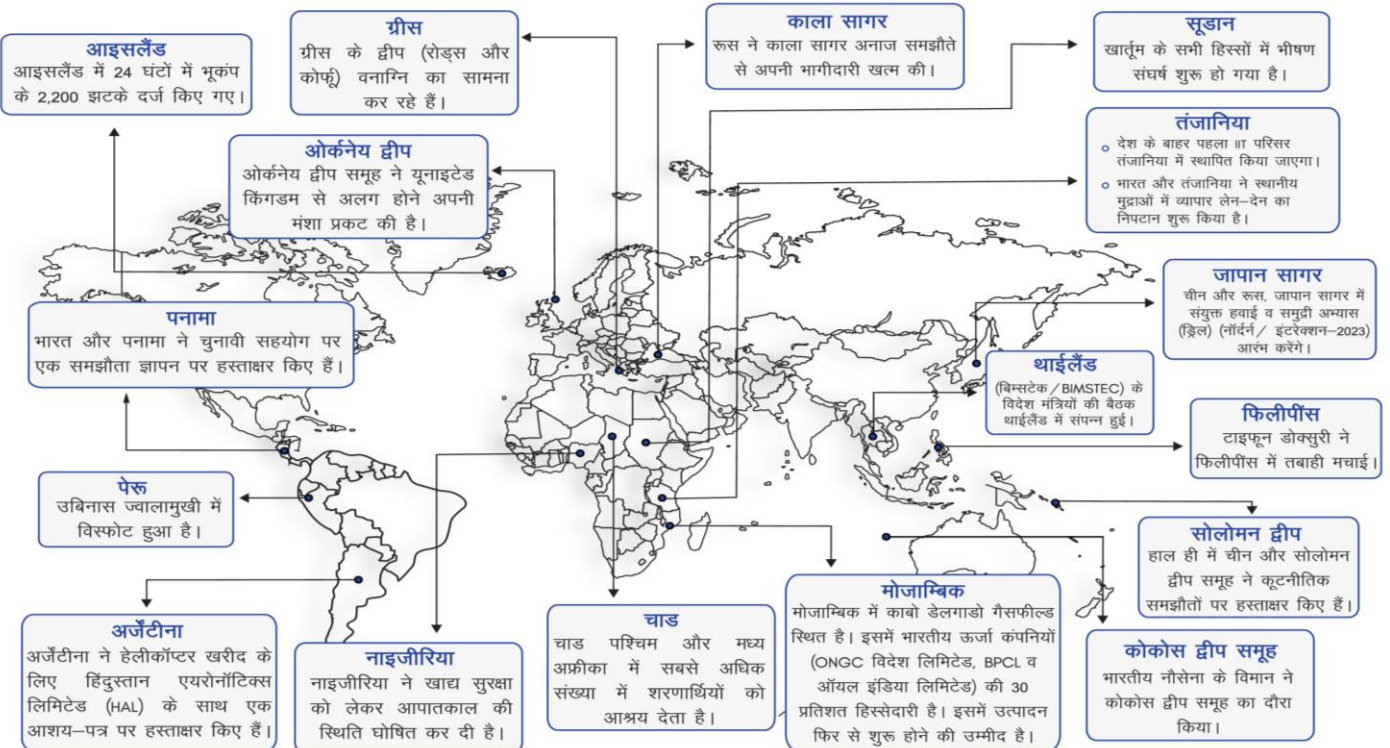 आइसलैंड
आइसलैंड में 24 घंटों में भूकंप
के 2,200 झटके दर्ज किए गए।
ग्रीस
ग्रीस के द्वीप (रोड्स और
कोर्फू) वनाग्नि का सामना
कर रहे हैं।
काला सागर
रूस ने काला सागर अनाज समझौते
से अपनी भागीदारी खत्म की।
सूडान
खार्तूम के सभी हिस्सों में भीषण
संघर्ष शुरू हो गया है।
ओर्कनेय द्वीप
ओर्कनेय द्वीप समूह ने यूनाइटेड
किंगडम से अलग होने अपनी
मंशा प्रकट की है।
तंजानिया
देश के बाहर पहला IIT परिसर
तंजानिया में स्थापित किया जाएगा।
भारत और तंजानिया ने स्थानीय
मुद्राओं में व्यापार लेन–देन का
निपटान शुरू किया है।
जापान सागर
चीन और रूस, जापान सागर में
संयुक्त हवाई व समुद्री अभ्यास
(ड्रिल) (नॉर्दर्न/ इंटरेक्शन–2023)
आरंभ करेंगे।
पनामा
भारत और पनामा ने चुनावी सहयोग पर
एक समझौता ज्ञापन पर हस्ताक्षर किए हैं।
थाईलैंड
(बिम्सटेक/BIMSTEC) के
विदेश मंत्रियों की बैठक
थाईलैंड में संपन्न हुई।
फिलीपींस
टाइफून डोक्सुरी ने
फिलीपींस में तबाही मचाई।
पेरू
उबिनास ज्वालामुखी में
विस्फोट हुआ है।
सोलोमन द्वीप
हाल ही में चीन और सोलोमन
द्वीप समूह ने कूटनीतिक
समझौतों पर हस्ताक्षर किए हैं।
अर्जेंटीना
अर्जेंटीना ने हेलीकॉप्टर खरीद के
लिए हिंदुस्तान एयरोनॉटिक्स
लिमिटेड (HAL) के साथ एक
आशय–पत्र पर हस्ताक्षर किए हैं।
नाइजीरिया
नाइजीरिया ने खाद्य सुरक्षा
को लेकर आपातकाल की
स्थिति घोषित कर दी है।
चाड
चाड पश्चिम और मध्य
अफ्रीका में सबसे अधिक
संख्या में शरणार्थियों को
आश्रय देता है।
मोजाम्बिक
मोजाम्बिक में काबो डेलगाडो गैसफील्ड
स्थित है। इसमें भारतीय ऊर्जा कंपनियों
(ONGC विदेश लिमिटेड, BPCL व
ऑयल इंडिया लिमिटेड) की 30
प्रतिशत हिस्सेदारी है। इसमें उत्पादन
फिर से शुरू होने की उम्मीद है।
कोकोस द्वीप समूह
भारतीय नौसेना के विमान ने
कोकोस द्वीप समूह का दौरा
किया।